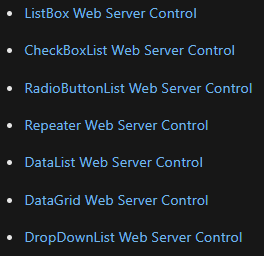 ListBox Web Server Control
CheckBoxList Web Server Control
RadioButtonList Web Server Control
Repeater Web Server Control
DataList Web Server Control
DataGrid Web Server Control
DropDownList Web Server Control